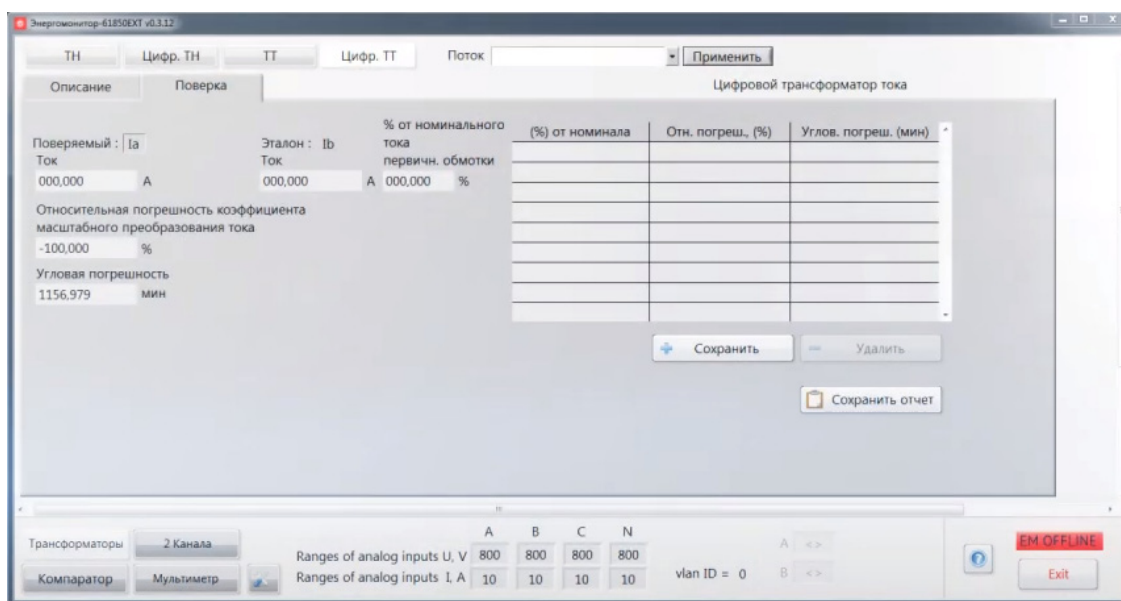 Энергомонитор-61850EXT v0.3.12
ТН Цифр. ТН ТТ Цифр. ТТ Поток Применить
Описание Поверка Цифровой трансформатор тока
% от номинального
тока
первичн. обмотки
Поверяемый : Ia Эталон : Ib
Ток Ток
000,000 А 000,000 А 000,000 %
Относительная погрешность коэффициента
масштабного преобразования тока
-100,000 %
Угловая погрешность
1156,979 мин
(%) от номинала Отн. погреш., (%) Углов. погреш. (мин)
Сохранить Удалить
Сохранить отчет
Трансформаторы 2 Канала
Компаратор Мультиметр
A B C N
Ranges of analog inputs U, V 800 800 800 800
Ranges of analog inputs I, A 10 10 10 10
vlan ID = 0
A <>
B <>
EM OFFLINE
Exit